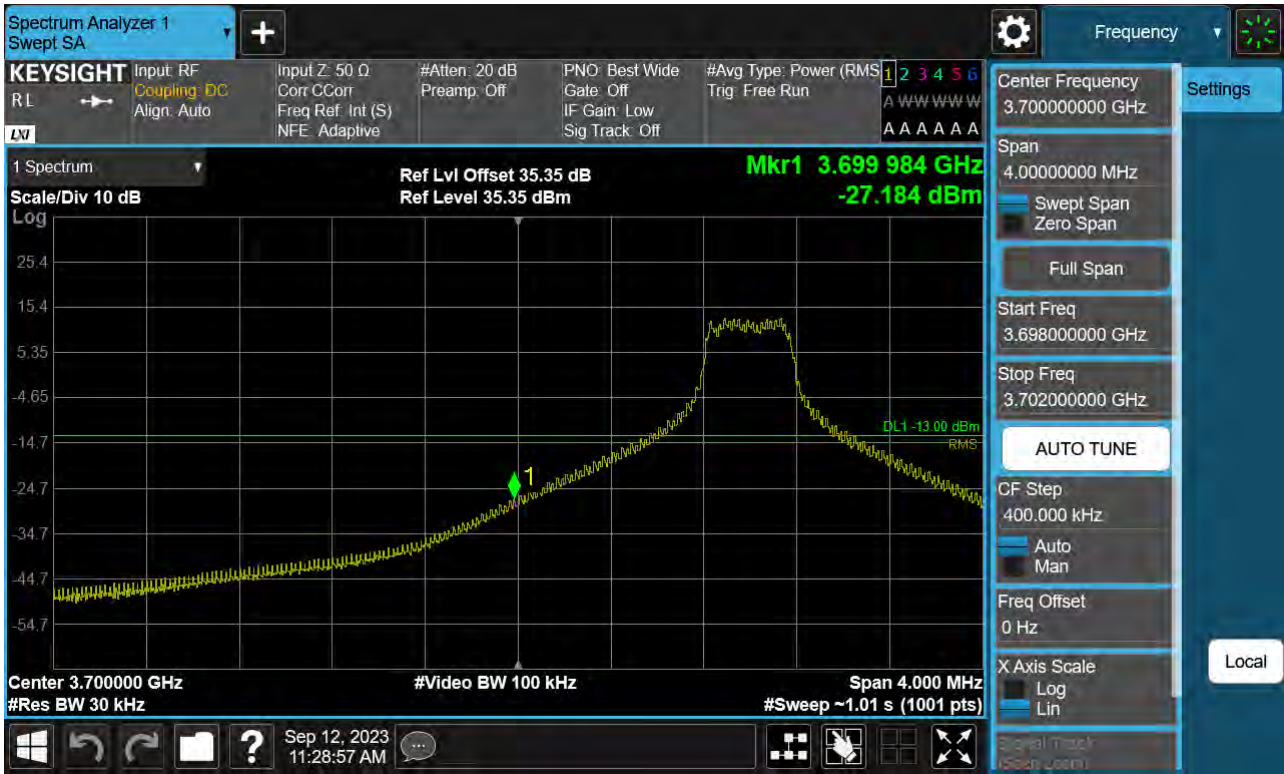 Spectrum Analyzer 1
Swept SA
Frequency
KEYSIGHT
RL
LXI
Input: RF
Coupling: DC
Align: Auto
Input Z: 50 Ω
Corr CCorr
Freq Ref: Int (S)
NFE: Adaptive
#Atten: 20 dB
Preamp: Off
PNO: Best Wide
Gate: Off
IF Gain: Low
Sig Track: Off
#Avg Type: Power (RMS
Trig: Free Run
1 2 3 4 5 6
A W W W W W
A A A A A A
1 Spectrum
Scale/Div 10 dB
Log
Ref Lvl Offset 35.35 dB
Ref Level 35.35 dBm
Mkr1 3.699 984 GHz
-27.184 dBm
25.4
15.4
5.35
-4.65
-14.7
-24.7
-34.7
-44.7
-54.7
1
DL1 -13.00 dBm
RMS
Center 3.700000 GHz
#Res BW 30 kHz
#Video BW 100 kHz
Span 4.000 MHz
#Sweep ~1.01 s (1001 pts)
Sep 12, 2023
11:28:57 AM
Center Frequency
3.700000000 GHz
Span
4.00000000 MHz
Swept Span
Zero Span
Full Span
Start Freq
3.698000000 GHz
Stop Freq
3.702000000 GHz
AUTO TUNE
CF Step
400.000 kHz
Auto
Man
Freq Offset
0 Hz
X Axis Scale
Log
Lin
Signal Track
(Span Zoom)
Settings
Local